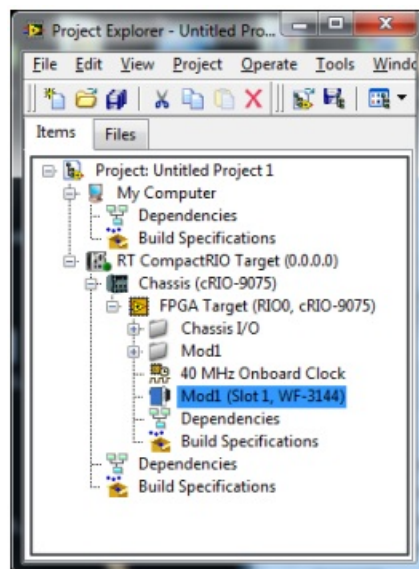 Project Explorer - Untitled Pro...
File Edit View Project Operate Tools Windo
Items Files
Project: Untitled Project 1
My Computer
Dependencies
Build Specifications
RT CompactRIO Target (0.0.0.0)
Chassis (cRIO-9075)
FPGA Target (RIO0, cRIO-9075)
Chassis I/O
Mod1
40 MHz Onboard Clock
Mod1 (Slot 1, WF-3144)
Dependencies
Build Specifications
Dependencies
Build Specifications